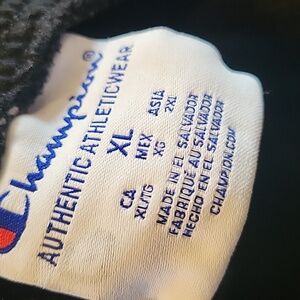 Champion
AUTHENTIC ATHLETICWEAR
XL
CA MEX ASIA
XL/TG XG 2XL
MADE IN EL SALVADOR
FABRIQUE AU SALVADOR
HECHO EN EL SALVADOR
CHAMPION.COM